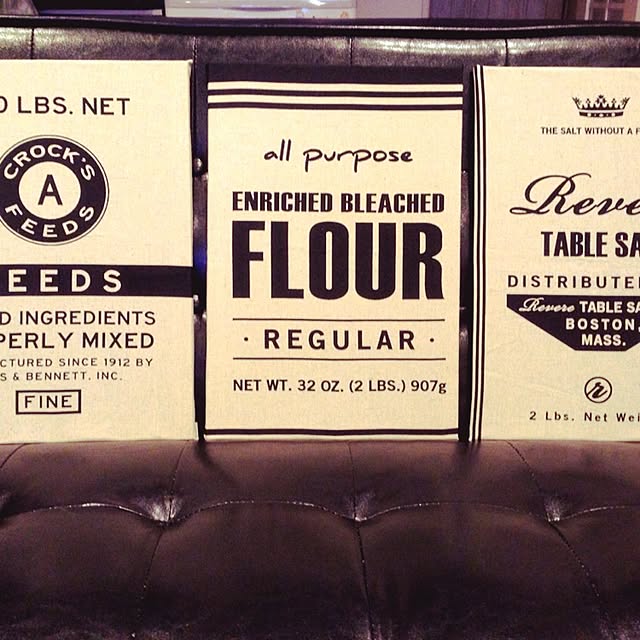 0 LBS. NET
CROCK'S
A
FEEDS
EEDS
D INGREDIENTS
PERLY MIXED
CTURED SINCE 1912 BY
S & BENNETT, INC.
FINE
all purpose
ENRICHED BLEACHED
FLOUR
· REGULAR ·
NET WT. 32 OZ. (2 LBS.) 907g
THE SALT WITHOUT A F
Reve
TABLE SA
DISTRIBUTE
Revere TABLE SA
BOSTON
MASS.
R
2 Lbs. Net Wei